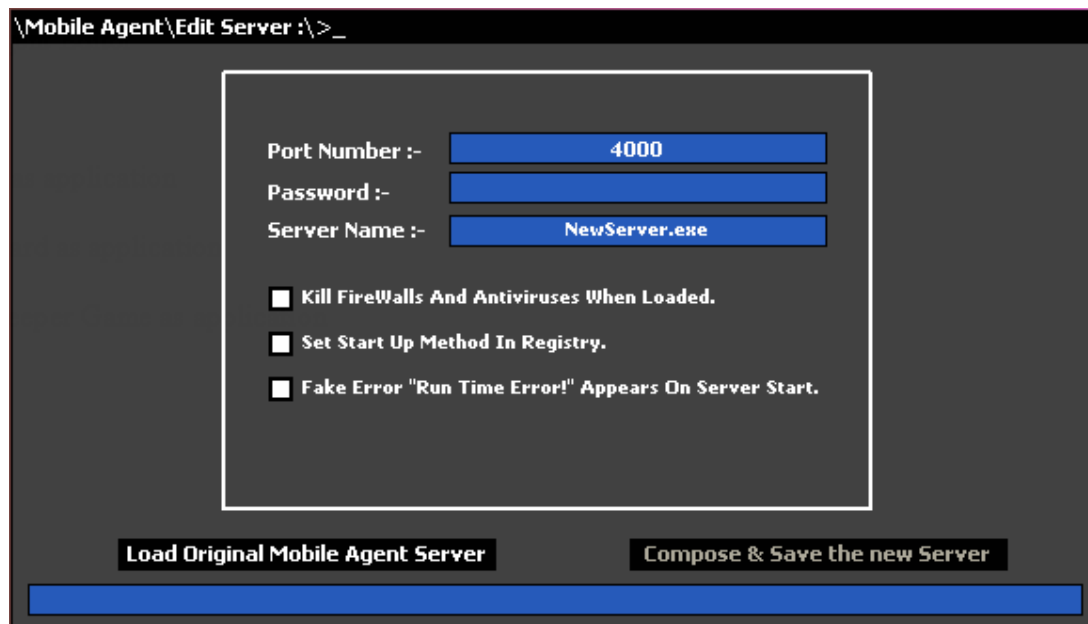 \Mobile Agent\Edit Server :\>_
Port Number :- 4000
Password :-
Server Name :- NewServer.exe
Kill FireWalls And Antiviruses When Loaded.
Set Start Up Method In Registry.
Fake Error "Run Time Error!" Appears On Server Start.
Load Original Mobile Agent Server Compose & Save the new Server